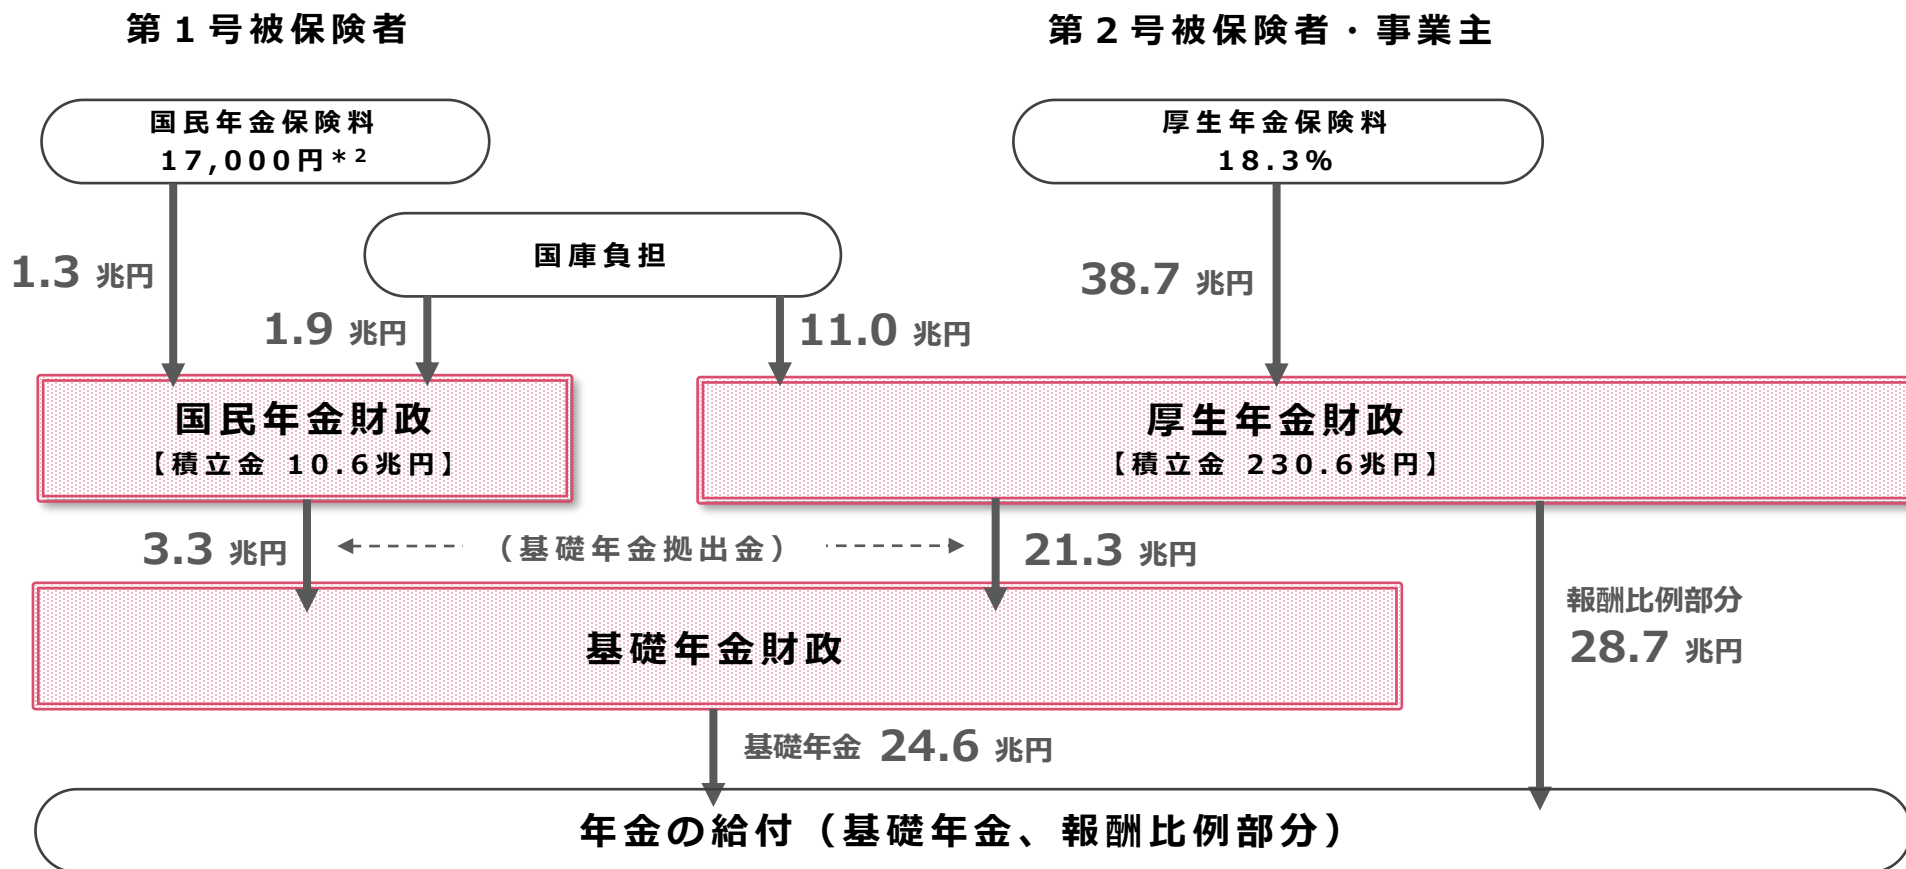 第１号被保険者
第２号被保険者・事業主
国民年金保険料
17,000円＊２
厚生年金保険料
18.3%
国庫負担
1.3 兆円
1.9 兆円
11.0 兆円
38.7 兆円
国民年金財政
【積立金 10.6兆円】
厚生年金財政
【積立金 230.6兆円】
3.3 兆円
（基礎年金拠出金）
21.3 兆円
報酬比例部分
28.7 兆円
基礎年金財政
基礎年金 24.6 兆円
年金の給付（基礎年金、報酬比例部分）